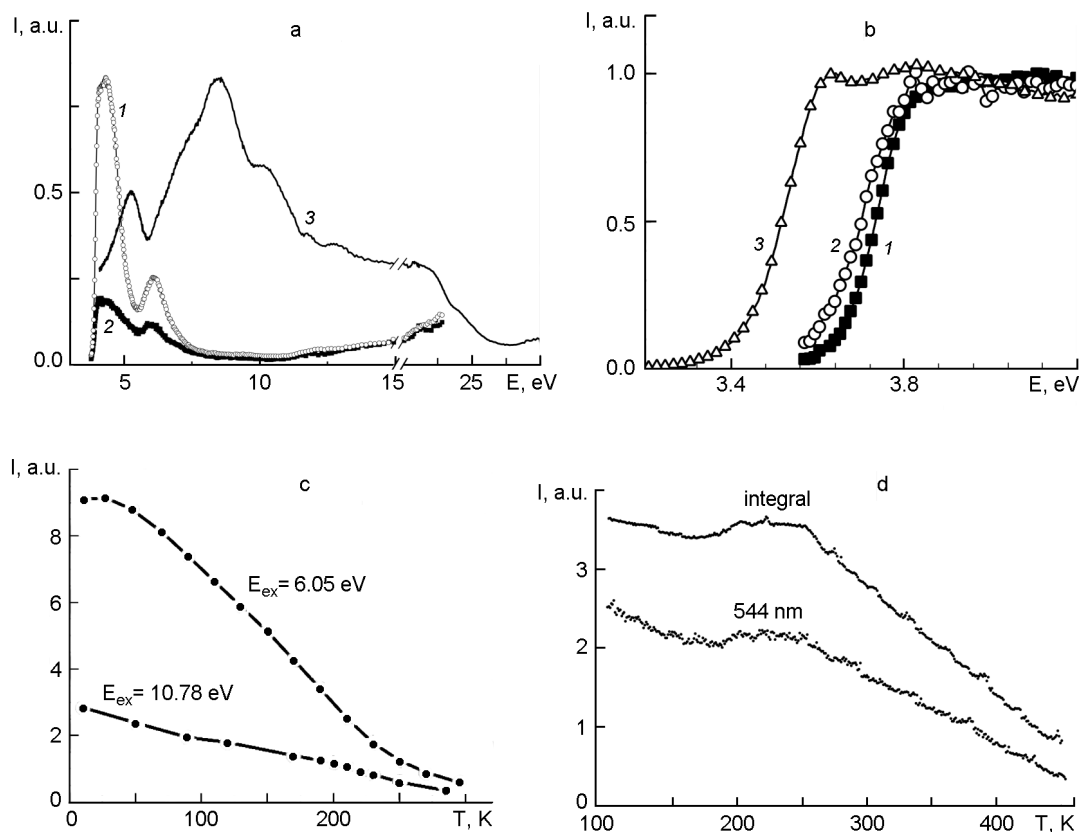 I, a.u.
a
1
0.5
3
2
0.0
5
10
15
25
E, eV
I, a.u.
b
1.0
0.5
3
2
1
0.0
3.4
3.8
E, eV
I, a.u.
c
8
E_ex= 6.05 eV
6
4
E_ex= 10.78 eV
2
0
0
100
200
T, K
I, a.u.
d
integral
3
544 nm
2
1
0
100
200
300
400
T, K